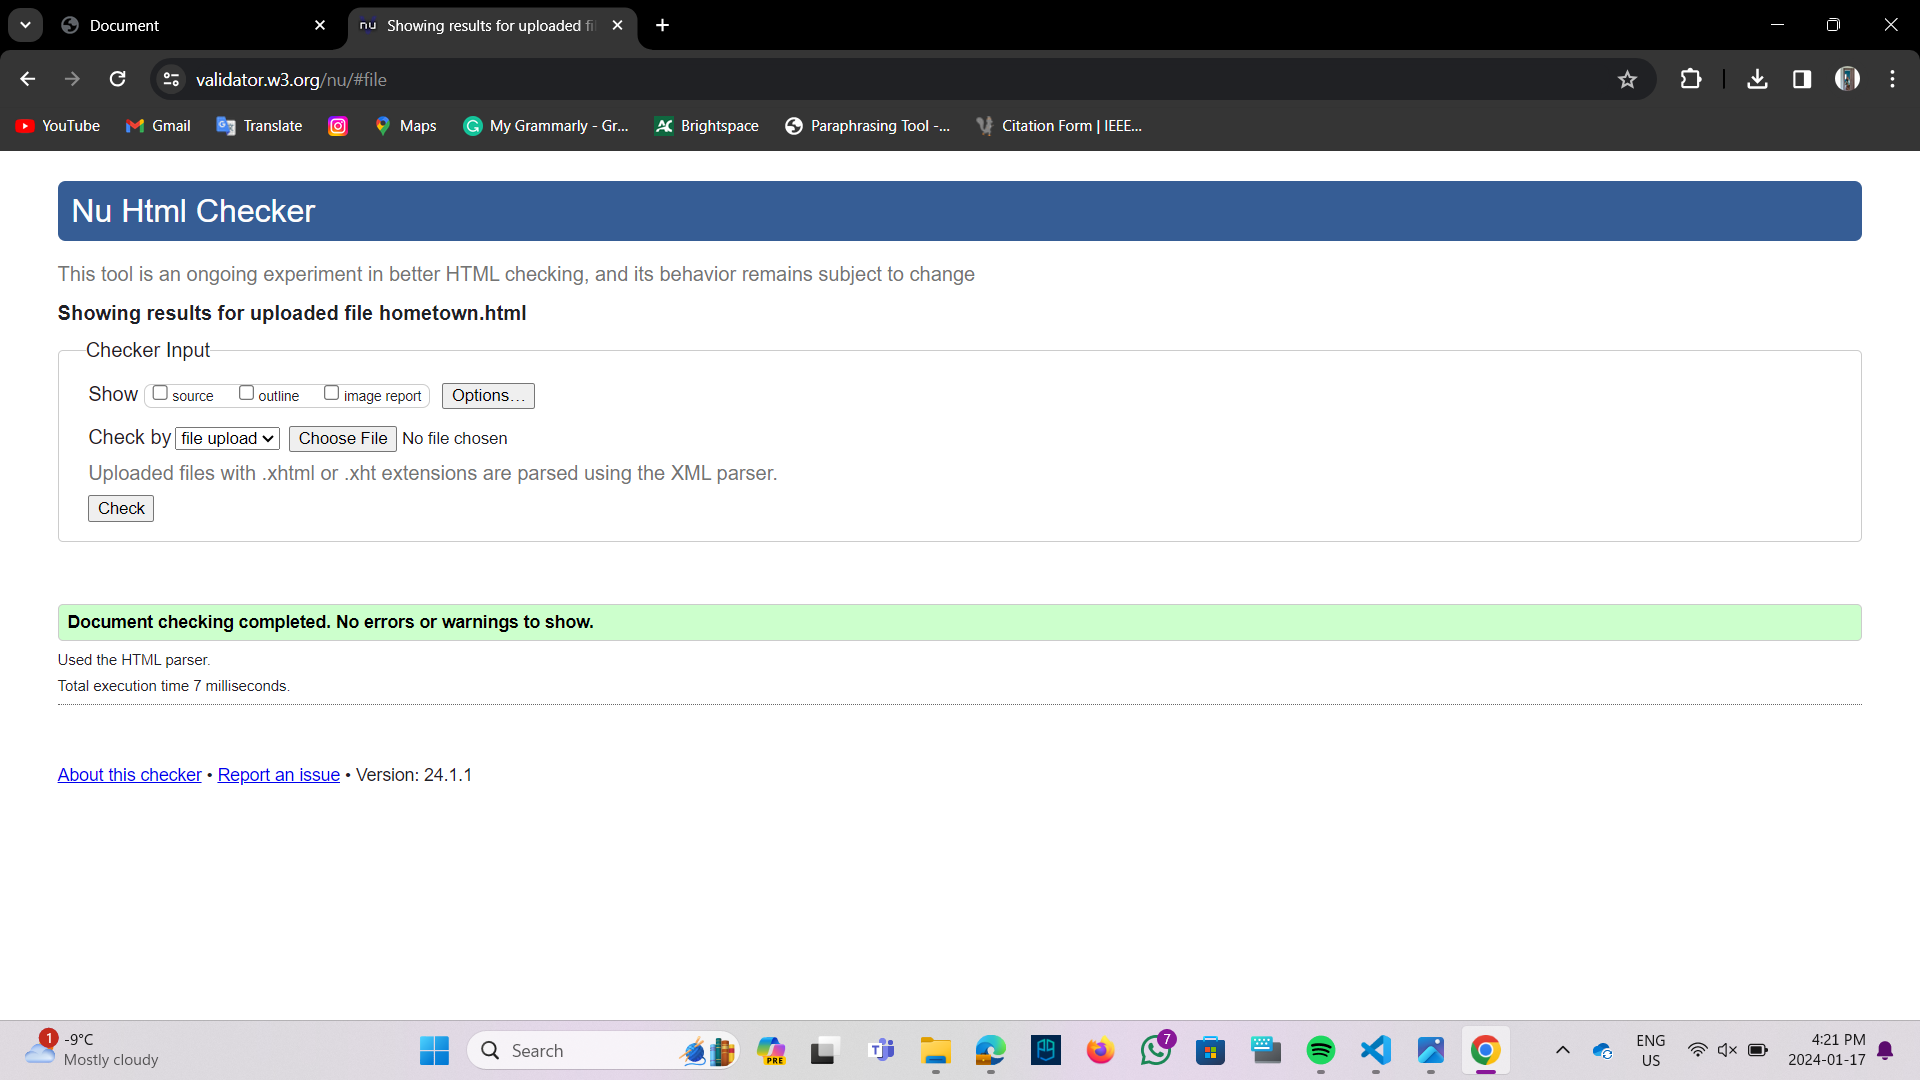 Document
nu Showing results for uploaded fi
validator.w3.org/nu/#file
YouTube Gmail Translate Maps My Grammarly - Gr... AC Brightspace Paraphrasing Tool -... Citation Form | IEEE...
Nu Html Checker
This tool is an ongoing experiment in better HTML checking, and its behavior remains subject to change
Showing results for uploaded file hometown.html
Checker Input
Show source outline image report Options...
Check by file upload Choose File No file chosen
Uploaded files with .xhtml or .xht extensions are parsed using the XML parser.
Check
Document checking completed. No errors or warnings to show.
Used the HTML parser.
Total execution time 7 milliseconds.
About this checker • Report an issue • Version: 24.1.1
1 -9°C
Mostly cloudy
Search
PRE
7
ENG
US
4:21 PM
2024-01-17